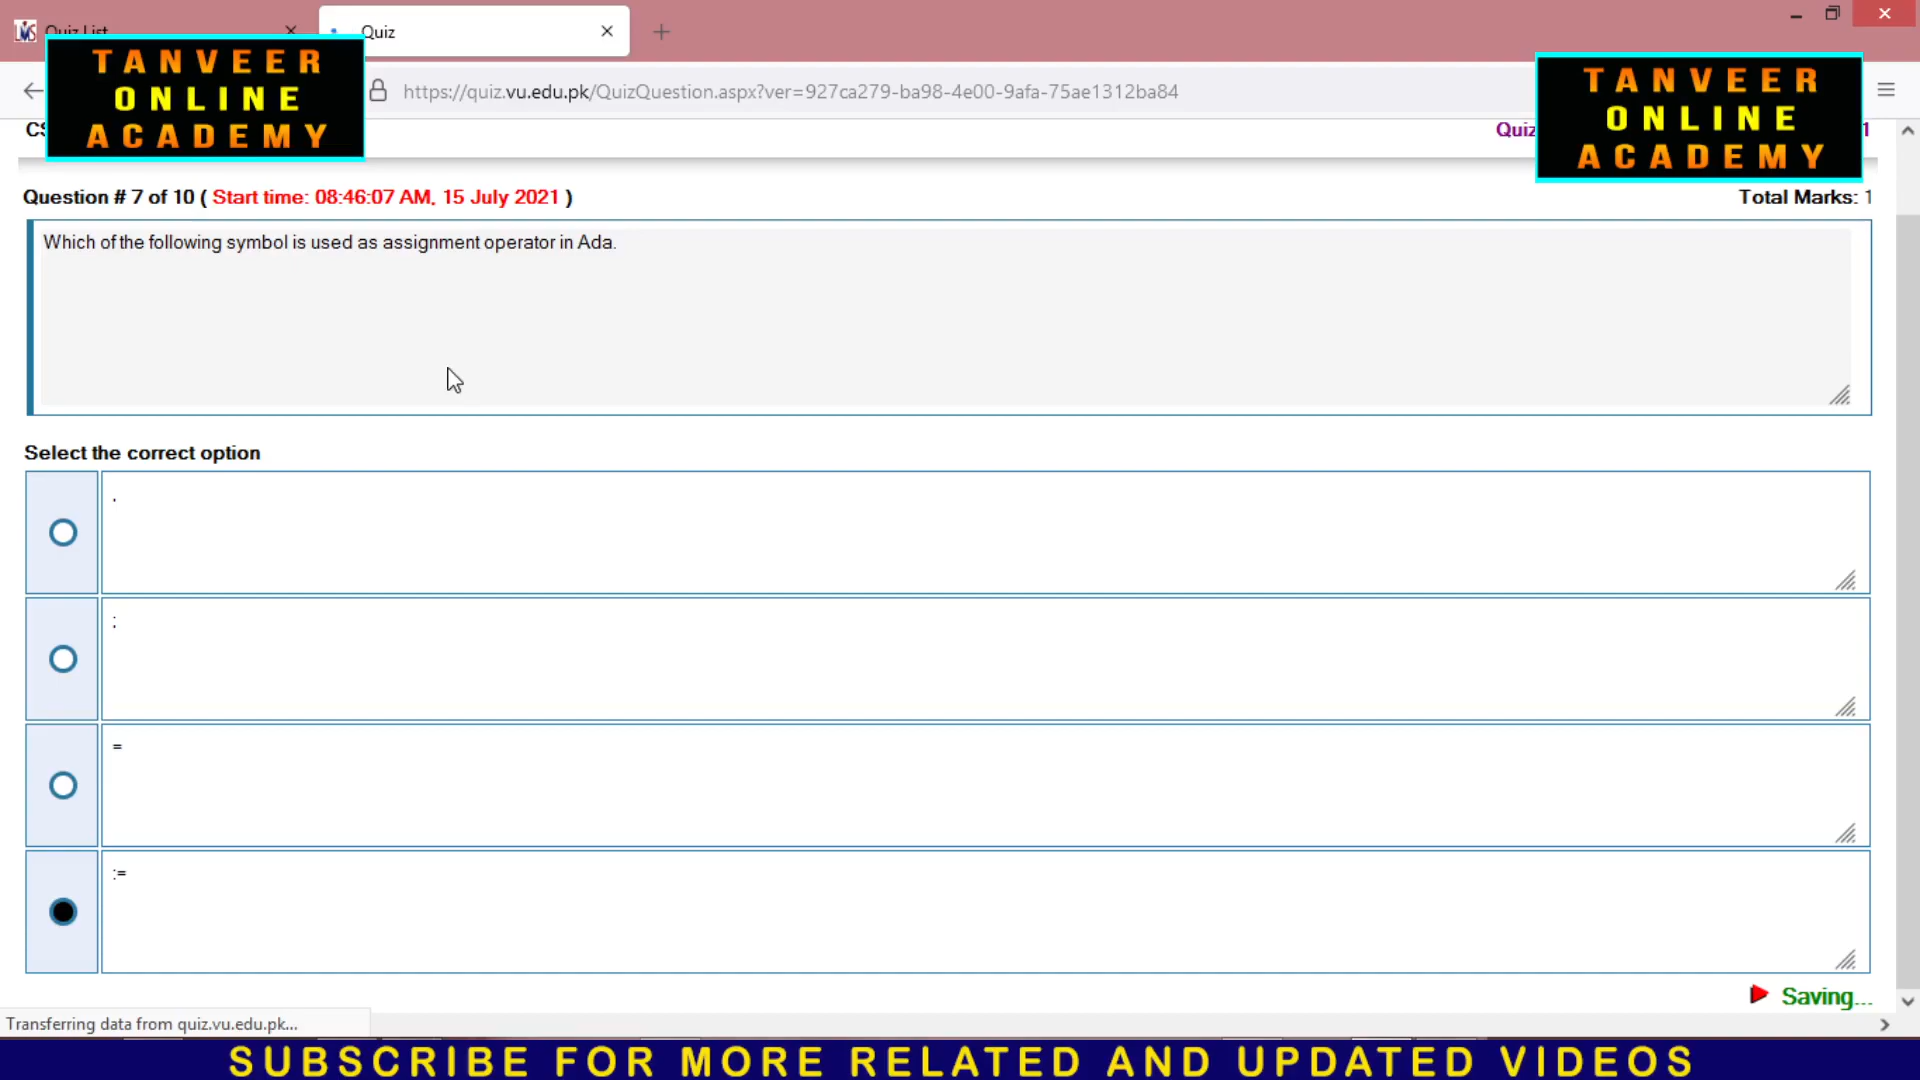 Quiz List
Quiz
TANVEER
ONLINE
ACADEMY
https://quiz.vu.edu.pk/QuizQuestion.aspx?ver=927ca279-ba98-4e00-9afa-75ae1312ba84
TANVEER
ONLINE
ACADEMY
Question # 7 of 10 ( Start time: 08:46:07 AM, 15 July 2021 )
Total Marks: 1
Which of the following symbol is used as assignment operator in Ada.
Select the correct option
.
;
=
:=
Saving...
Transferring data from quiz.vu.edu.pk...
SUBSCRIBE FOR MORE RELATED AND UPDATED VIDEOS